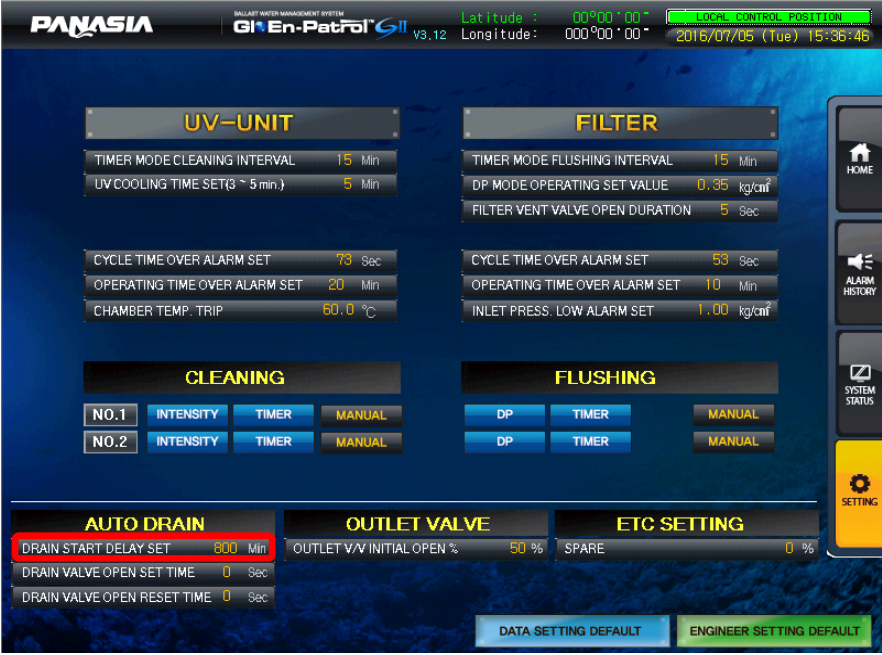 PANASIA
BALLAST WATER MANAGEMENT SYSTEM
GloEn-Patrol™ GII V3.12
Latitude : 00°00'00"
Longitude: 000°00'00"
LOCAL CONTROL POSITION
2016/07/05 (Tue) 15:36:46
UV-UNIT
TIMER MODE CLEANING INTERVAL 15 Min
UV COOLING TIME SET(3 ~ 5 min.) 5 Min
CYCLE TIME OVER ALARM SET 73 Sec
OPERATING TIME OVER ALARM SET 20 Min
CHAMBER TEMP. TRIP 60.0 ℃
FILTER
TIMER MODE FLUSHING INTERVAL 15 Min
DP MODE OPERATING SET VALUE 0.35 kg/cm²
FILTER VENT VALVE OPEN DURATION 5 Sec
CYCLE TIME OVER ALARM SET 53 Sec
OPERATING TIME OVER ALARM SET 10 Min
INLET PRESS. LOW ALARM SET 1.00 kg/cm²
CLEANING
NO.1 INTENSITY TIMER MANUAL
NO.2 INTENSITY TIMER MANUAL
FLUSHING
DP TIMER MANUAL
DP TIMER MANUAL
AUTO DRAIN
DRAIN START DELAY SET 800 Min
DRAIN VALVE OPEN SET TIME 0 Sec
DRAIN VALVE OPEN RESET TIME 0 Sec
OUTLET VALVE
OUTLET V/V INITIAL OPEN % 50 %
ETC SETTING
SPARE 0 %
DATA SETTING DEFAULT
ENGINEER SETTING DEFAULT
HOME
ALARM
HISTORY
SYSTEM
STATUS
SETTING